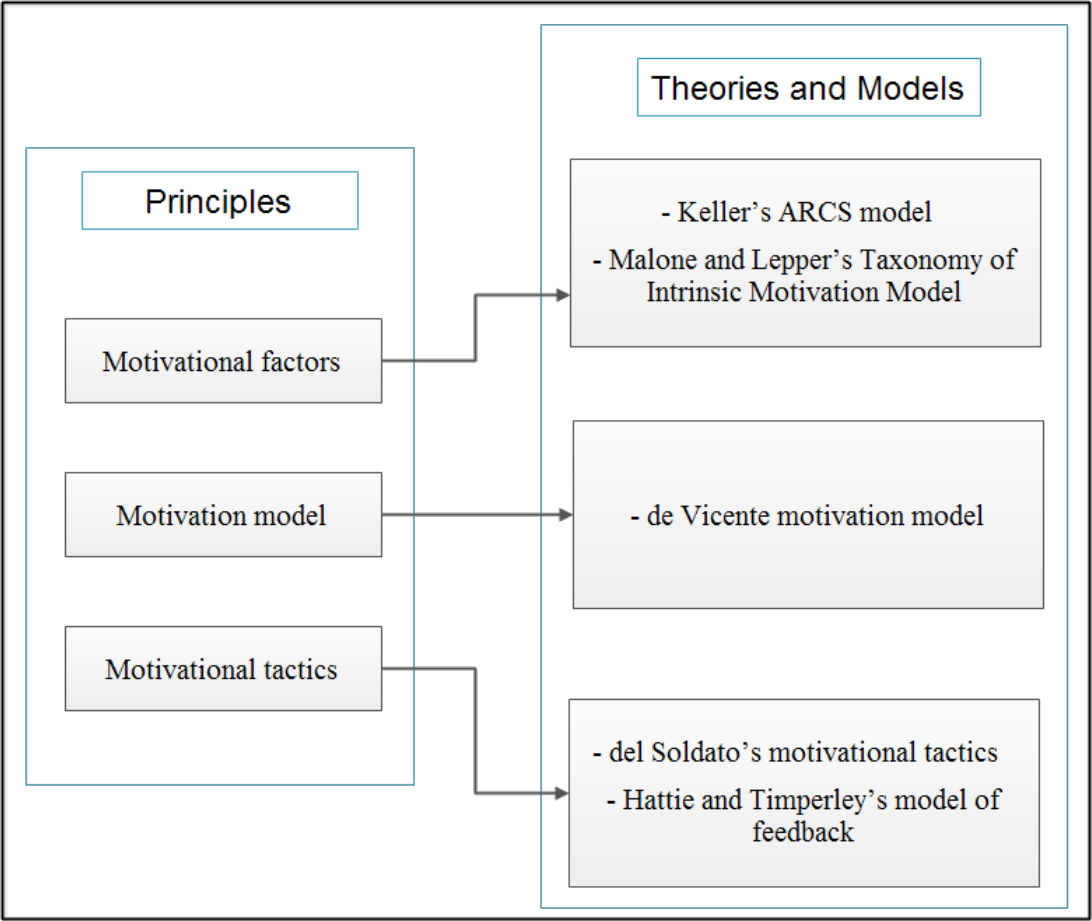 Principles
Motivational factors
Motivation model
Motivational tactics
Theories and Models
- Keller’s ARCS model
- Malone and Lepper’s Taxonomy of
Intrinsic Motivation Model
- de Vicente motivation model
- del Soldato’s motivational tactics
- Hattie and Timperley’s model of
feedback